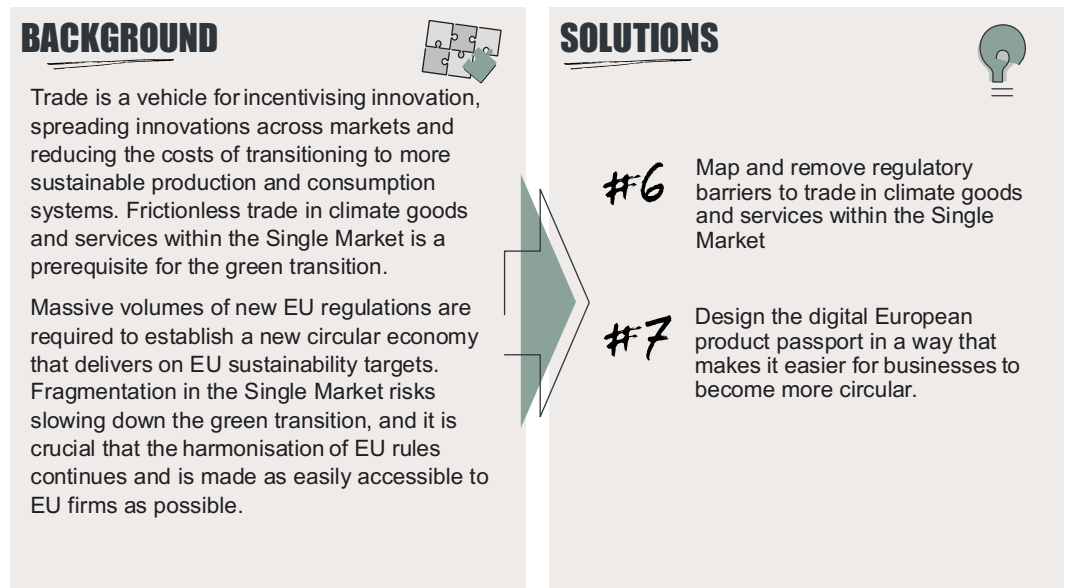 BACKGROUND
Trade is a vehicle for incentivising innovation,
spreading innovations across markets and
reducing the costs of transitioning to more
sustainable production and consumption
systems. Frictionless trade in climate goods
and services within the Single Market is a
prerequisite for the green transition.
Massive volumes of new EU regulations are
required to establish a new circular economy
that delivers on EU sustainability targets.
Fragmentation in the Single Market risks
slowing down the green transition, and it is
crucial that the harmonisation of EU rules
continues and is made as easily accessible to
EU firms as possible.
SOLUTIONS
#6
Map and remove regulatory
barriers to trade in climate goods
and services within the Single
Market
#7
Design the digital European
product passport in a way that
makes it easier for businesses to
become more circular.